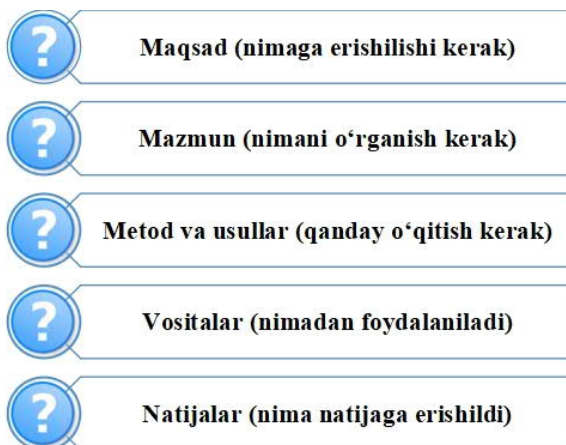 ? Maqsad (nimaga erishilishi kerak)
? Mazmun (nimani o‘rganish kerak)
? Metod va usullar (qanday o‘qitish kerak)
? Vositalar (nimadan foydalaniladi)
? Natijalar (nima natijaga erishildi)